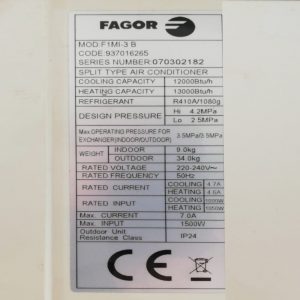 FAGOR
MOD:F1MI-3 B
CODE:937016265
SERIES NUMBER:070302182
SPLIT TYPE AIR CONDITIONER
COOLING CAPACITY 12000Btu/h
HEATING CAPACITY 13000Btu/h
REFRIGERANT R410A/1080g
DESIGN PRESSURE Hi 4.2MPa
Lo 2.5MPa
Max.OPERATING PRESSURE FOR
EXCHANGER(INDOOR/OUTDOOR) 3.5MPa/3.5MPa
WEIGHT INDOOR 9.0kg
OUTDOOR 34.0kg
RATED VOLTAGE 220-240V~
RATED FREQUENCY 50Hz
RATED CURRENT COOLING 4.7A
HEATING 4.6A
RATED INPUT COOLING
HEATING
Max. CURRENT 7.0A
Max. INPUT 1500W
Outdoor Unit
Resistance Class IP24
CE